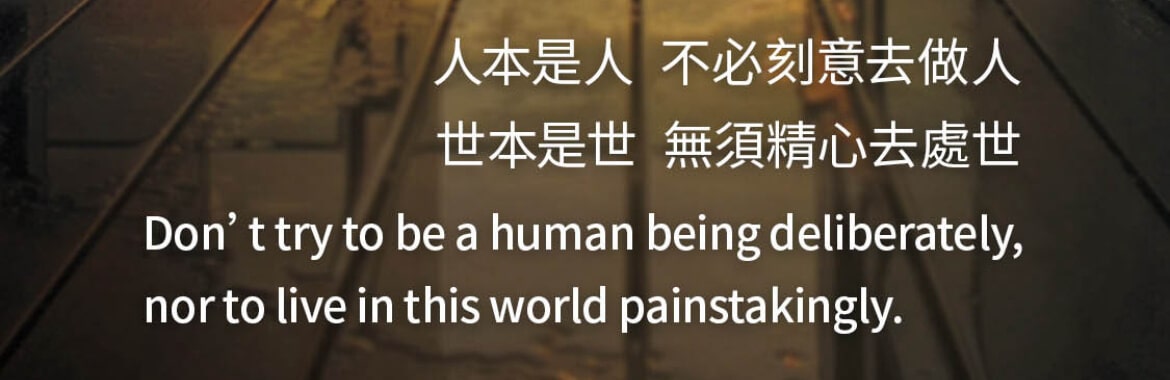 人本是人 不必刻意去做人
世本是世 無須精心去處世
Don't try to be a human being deliberately,
nor to live in this world painstakingly.